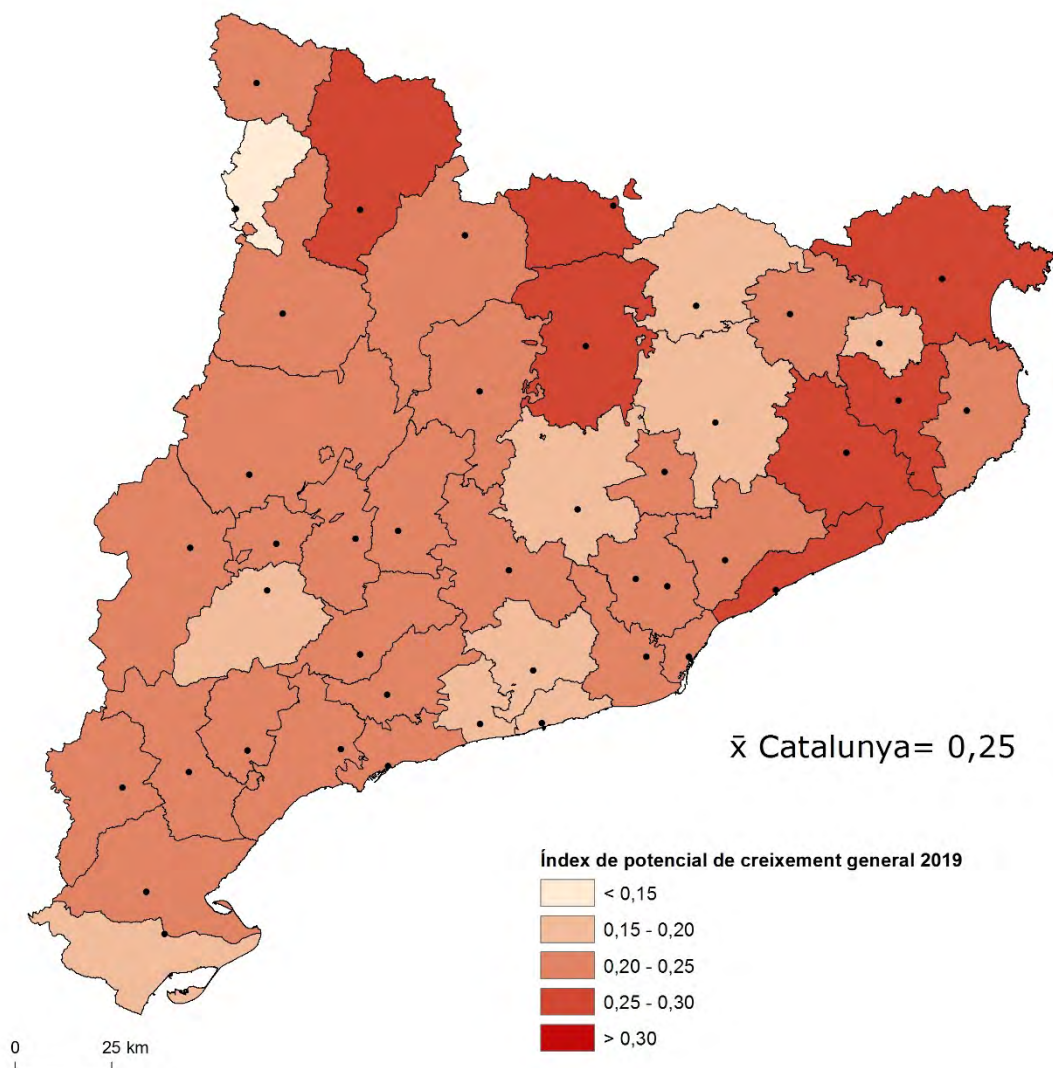 x̄ Catalunya= 0,25
Índex de potencial de creixement general 2019
< 0,15
0,15 - 0,20
0,20 - 0,25
0,25 - 0,30
> 0,30
0 25 km